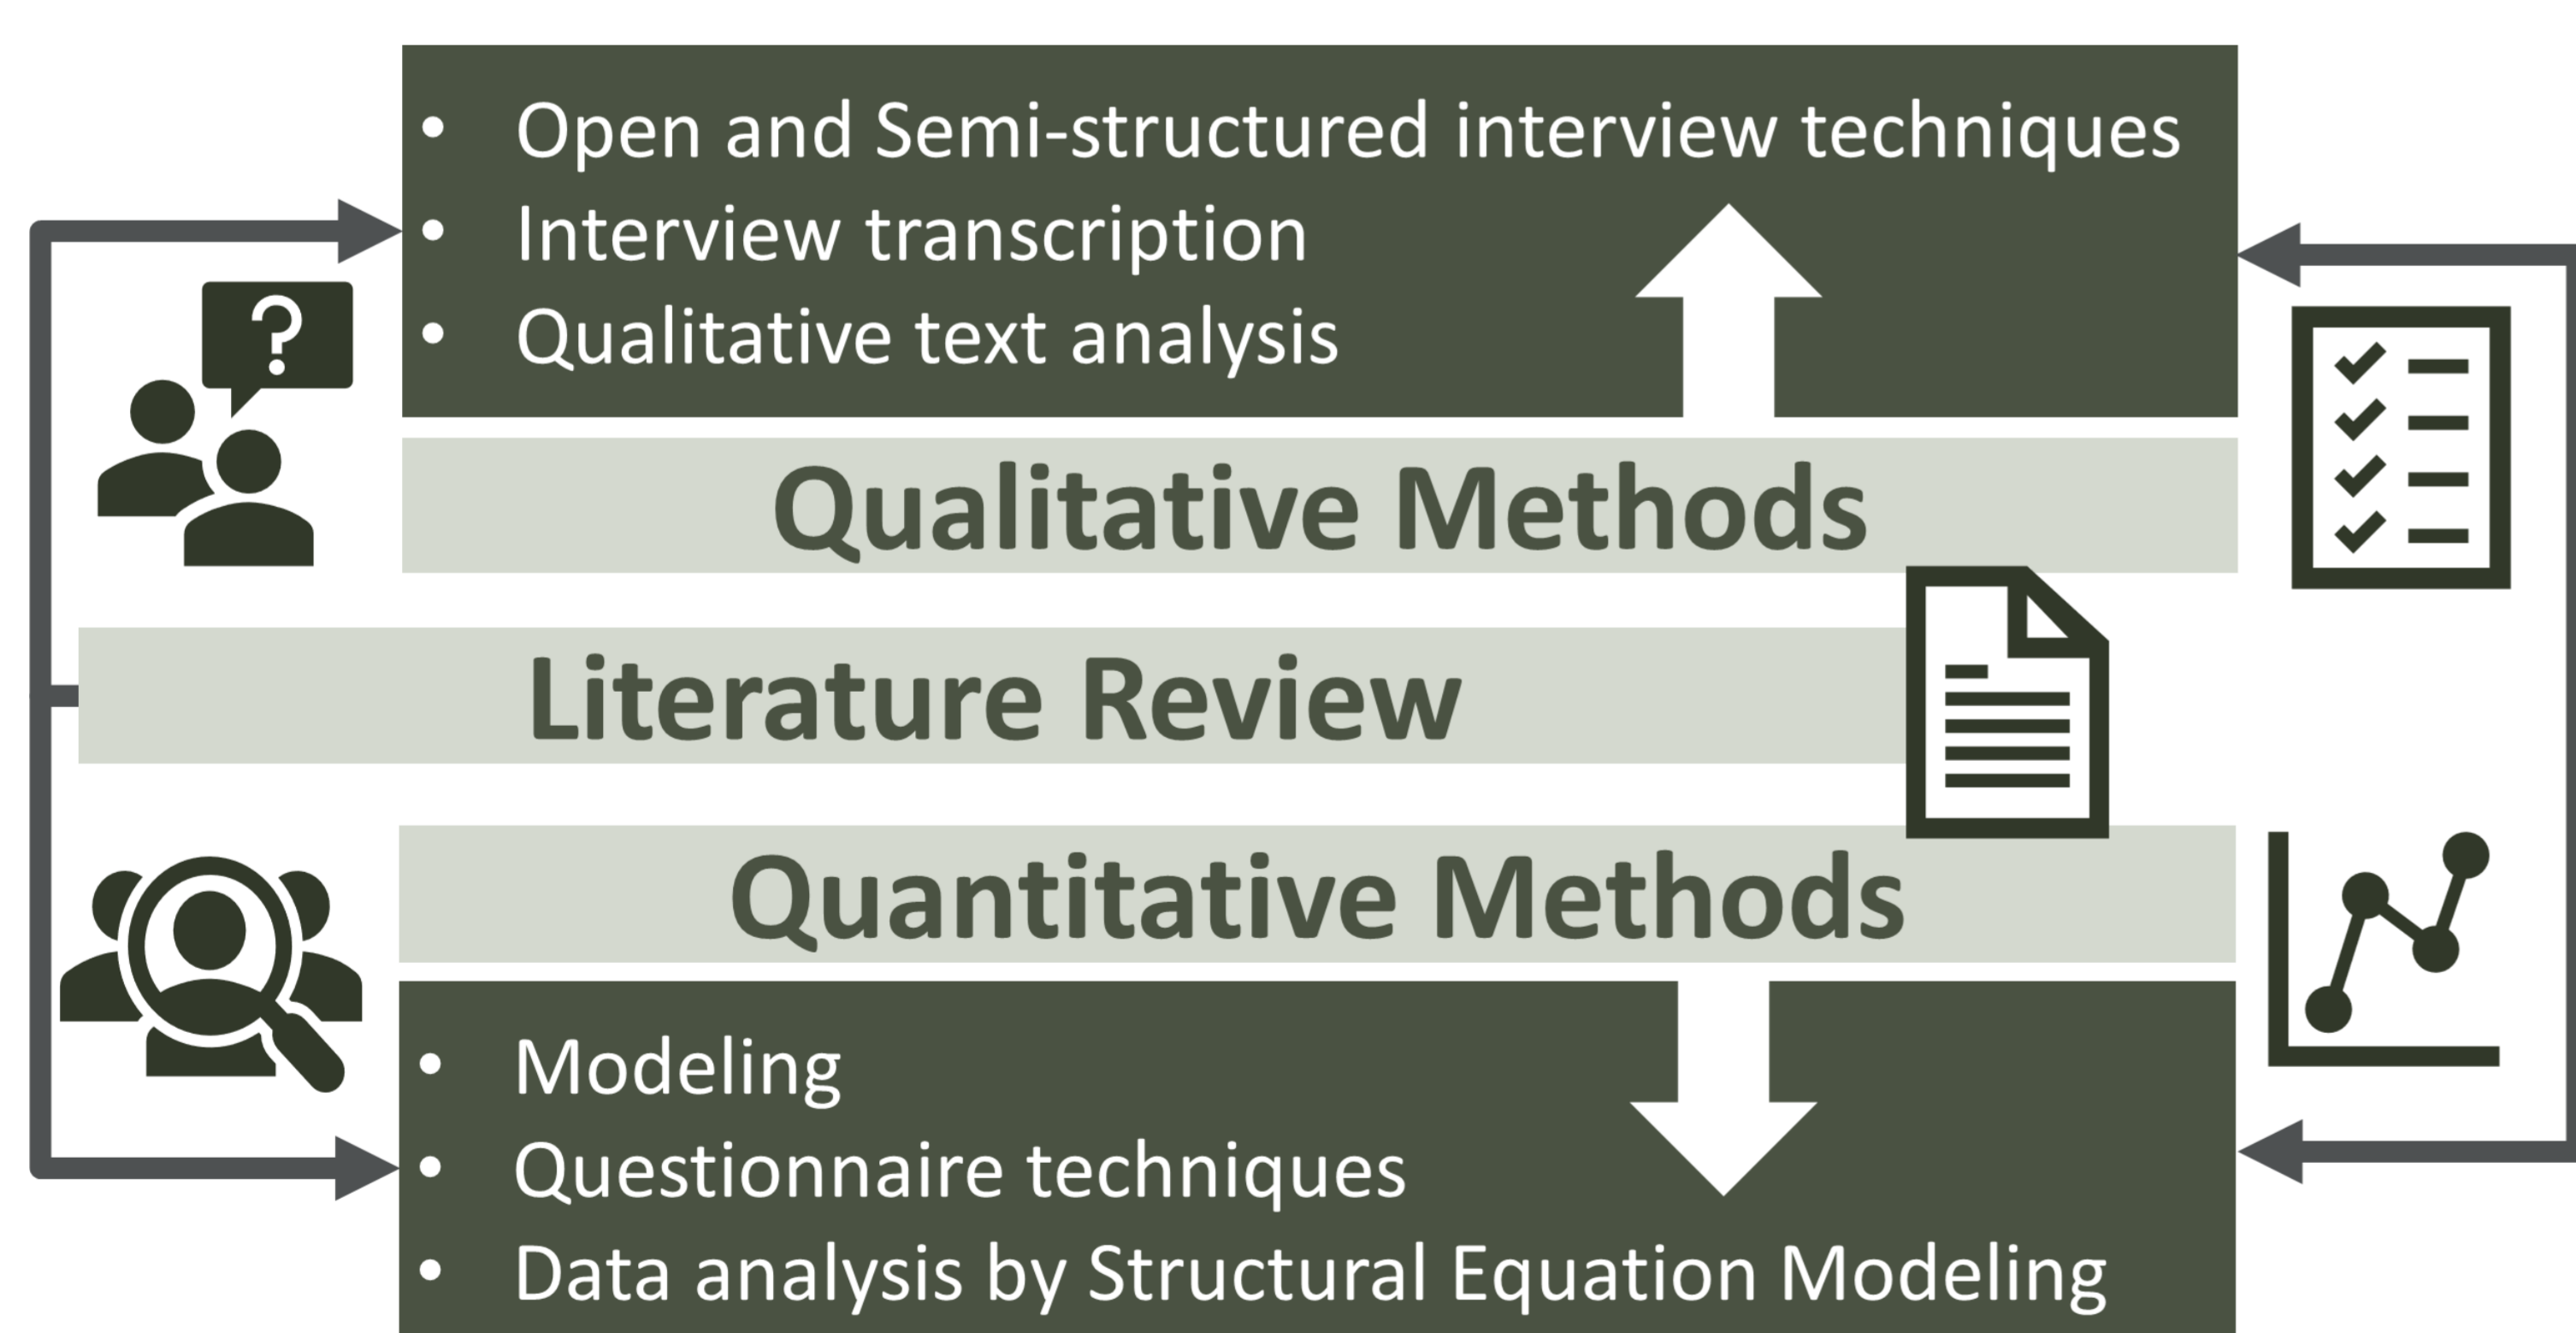 • Open and Semi-structured interview techniques
• Interview transcription
• Qualitative text analysis
?
Qualitative Methods
Literature Review
Quantitative Methods
• Modeling
• Questionnaire techniques
• Data analysis by Structural Equation Modeling